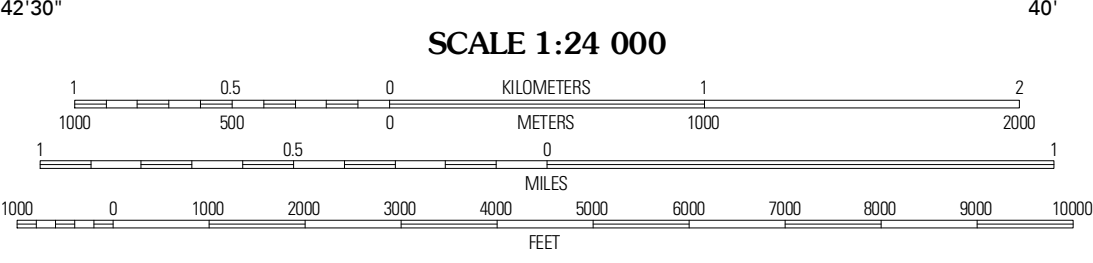 42'30" 40'
SCALE 1:24 000
1 0.5 0 KILOMETERS 1 2
1000 500 0 METERS 1000 2000
1 0.5 0 1
MILES
1000 0 1000 2000 3000 4000 5000 6000 7000 8000 9000 10000
FEET